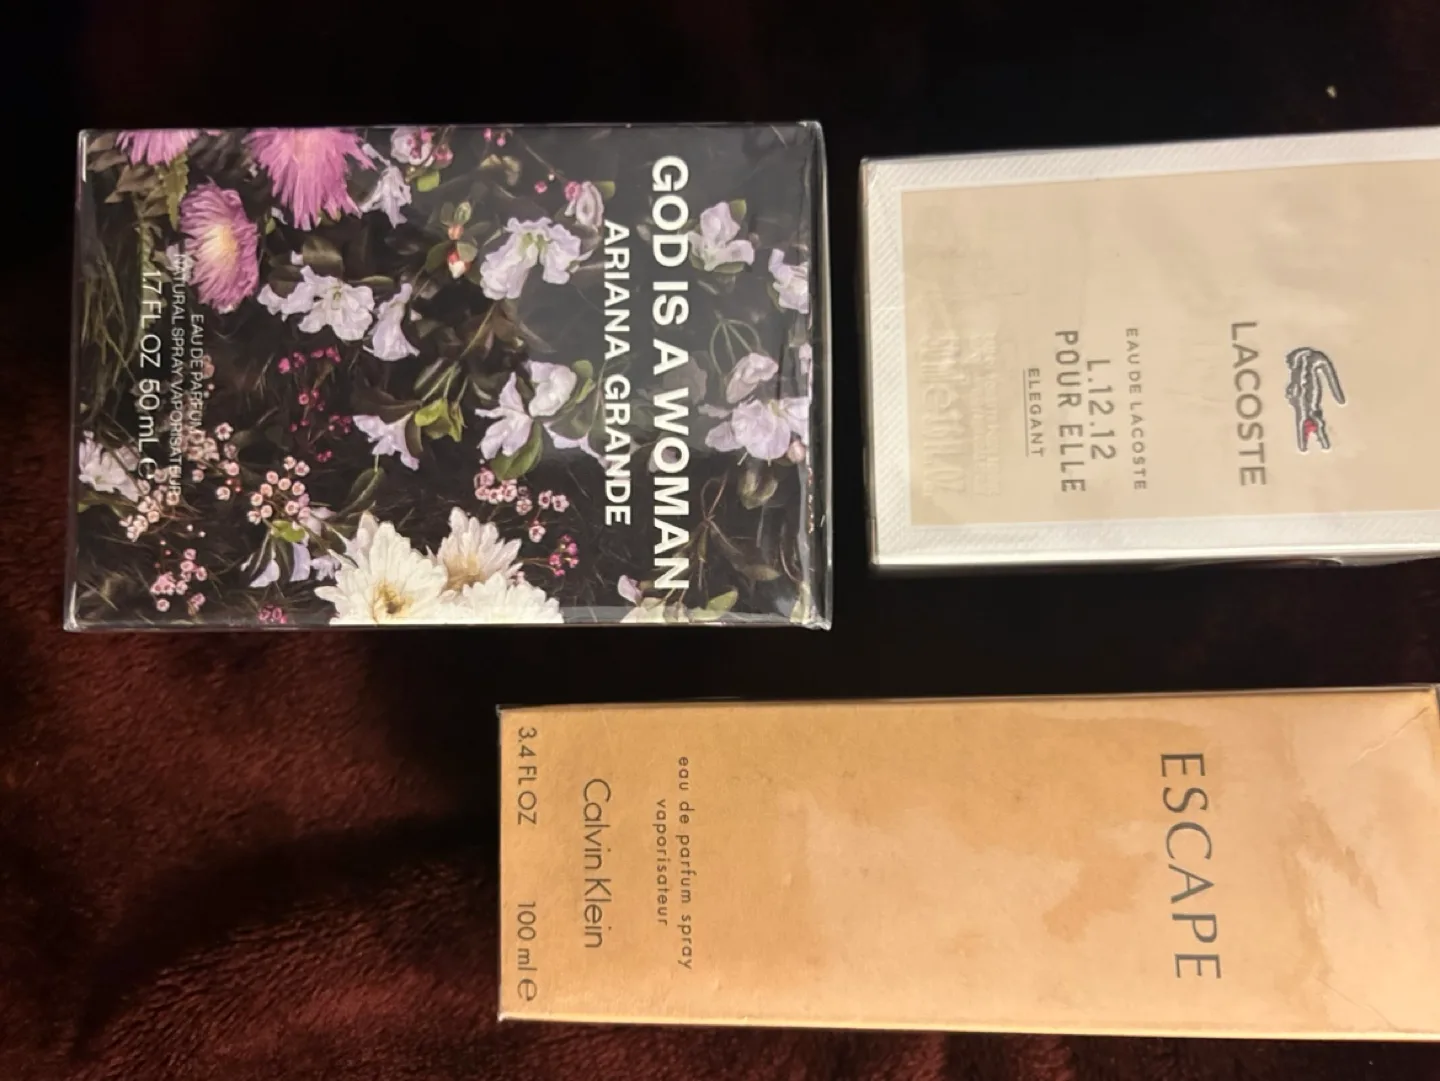 GOD IS A WOMAN
ARIANA GRANDE
EAU DE PARFUM
NATURAL SPRAY VAPORISATEUR
1.7 FL OZ 50 mL e
LACOSTE
EAU DE LACOSTE
L.12.12
POUR ELLE
ELEGANT
ESCAPE
eau de parfum spray
vaporisateur
Calvin Klein
3.4 FL OZ 100 ml e